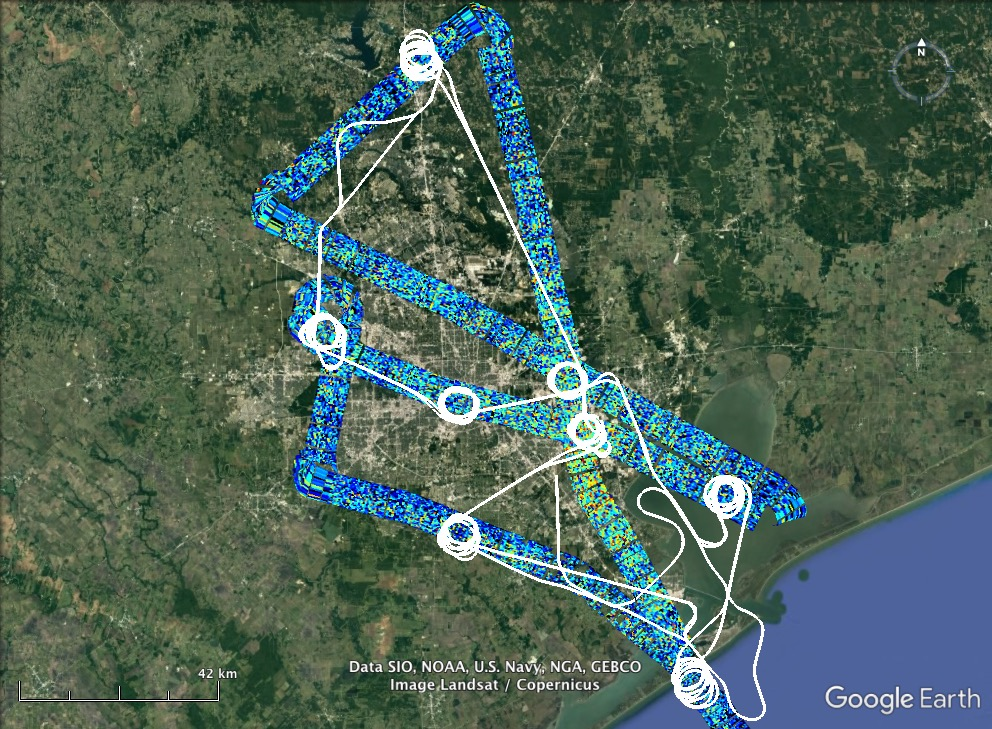 N
42 km
Data SIO, NOAA, U.S. Navy, NGA, GEBCO
Image Landsat / Copernicus
Google Earth